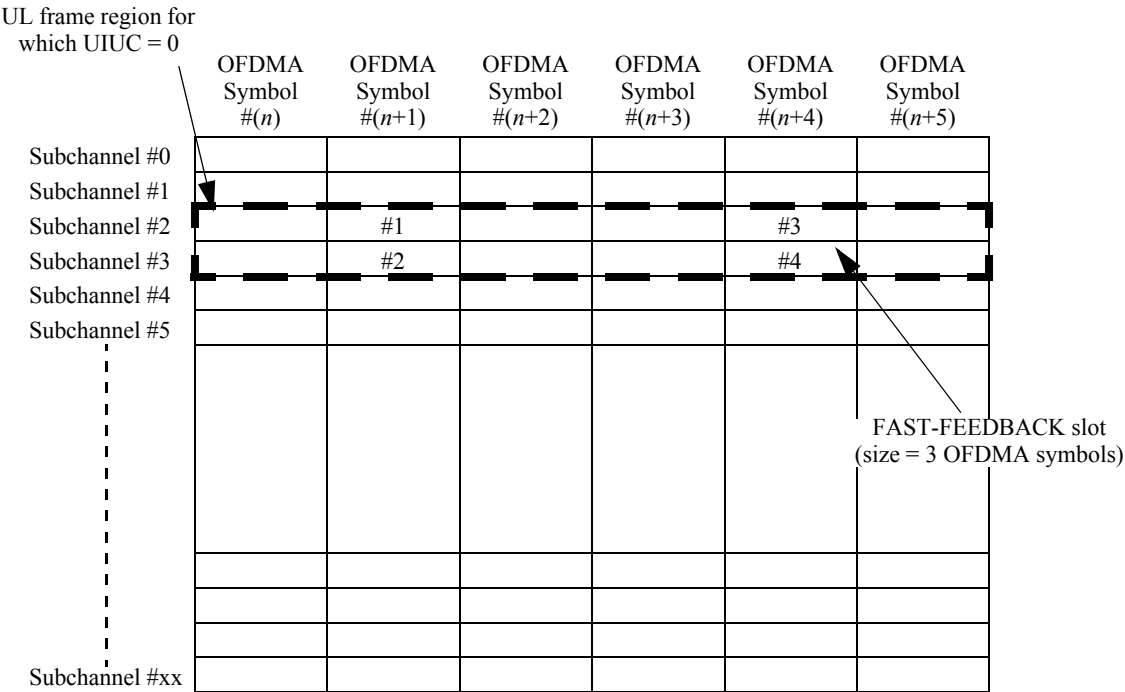 UL frame region for
which UIUC = 0
OFDMA Symbol #(n)
OFDMA Symbol #(n+1)
OFDMA Symbol #(n+2)
OFDMA Symbol #(n+3)
OFDMA Symbol #(n+4)
OFDMA Symbol #(n+5)
Subchannel #0
Subchannel #1
Subchannel #2 #1 #3
Subchannel #3 #2 #4
Subchannel #4
Subchannel #5
FAST-FEEDBACK slot
(size = 3 OFDMA symbols)
Subchannel #xx